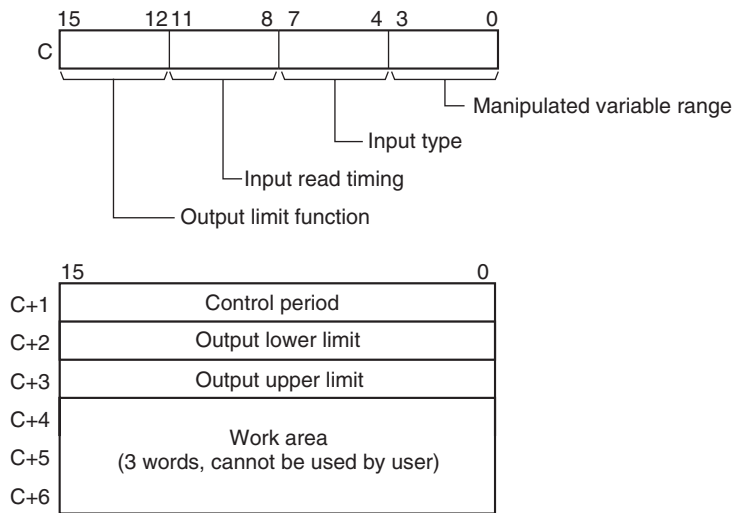 15 12 11 8 7 4 3 0
C
Manipulated variable range
Input type
Input read timing
Output limit function
15 0
C+1 Control period
C+2 Output lower limit
C+3 Output upper limit
C+4
Work area
C+5 (3 words, cannot be used by user)
C+6